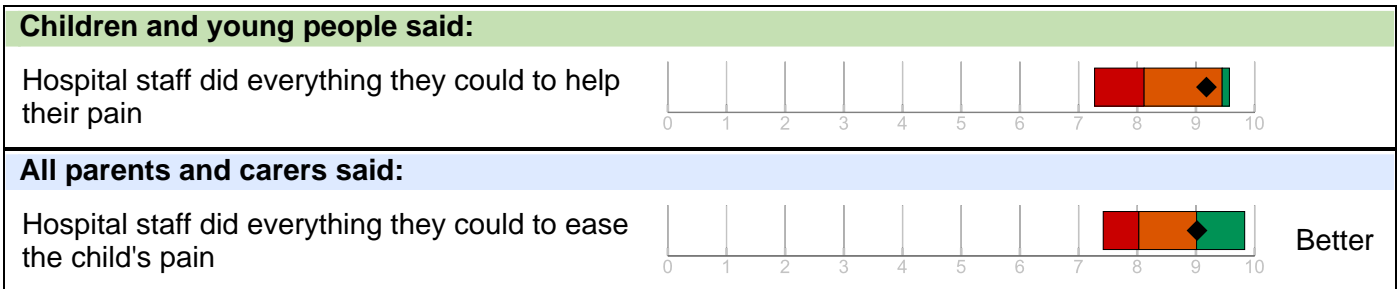 Children and young people said:
Hospital staff did everything they could to help
their pain
0 1 2 3 4 5 6 7 8 9 10
All parents and carers said:
Hospital staff did everything they could to ease
the child's pain
Better
0 1 2 3 4 5 6 7 8 9 10